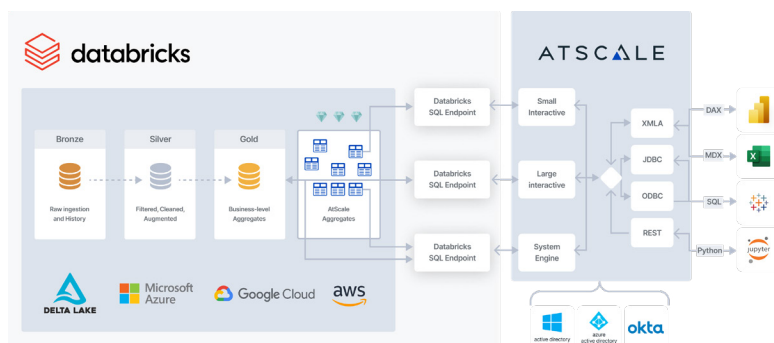 databricks
ATSCALE
Bronze
Raw ingestion
and History
Silver
Filtered, Cleaned,
Augmented
Gold
Business-level
Aggregates
AtScale
Aggregates
DELTA LAKE
Microsoft
Azure
Google Cloud
aws
Databricks
SQL Endpoint
Databricks
SQL Endpoint
Databricks
SQL Endpoint
Small
Interactive
Large
interactive
System
Engine
XMLA
JDBC
ODBC
REST
DAX
MDX
SQL
Python
X
jupyter
active directory
azure
active directory
okta